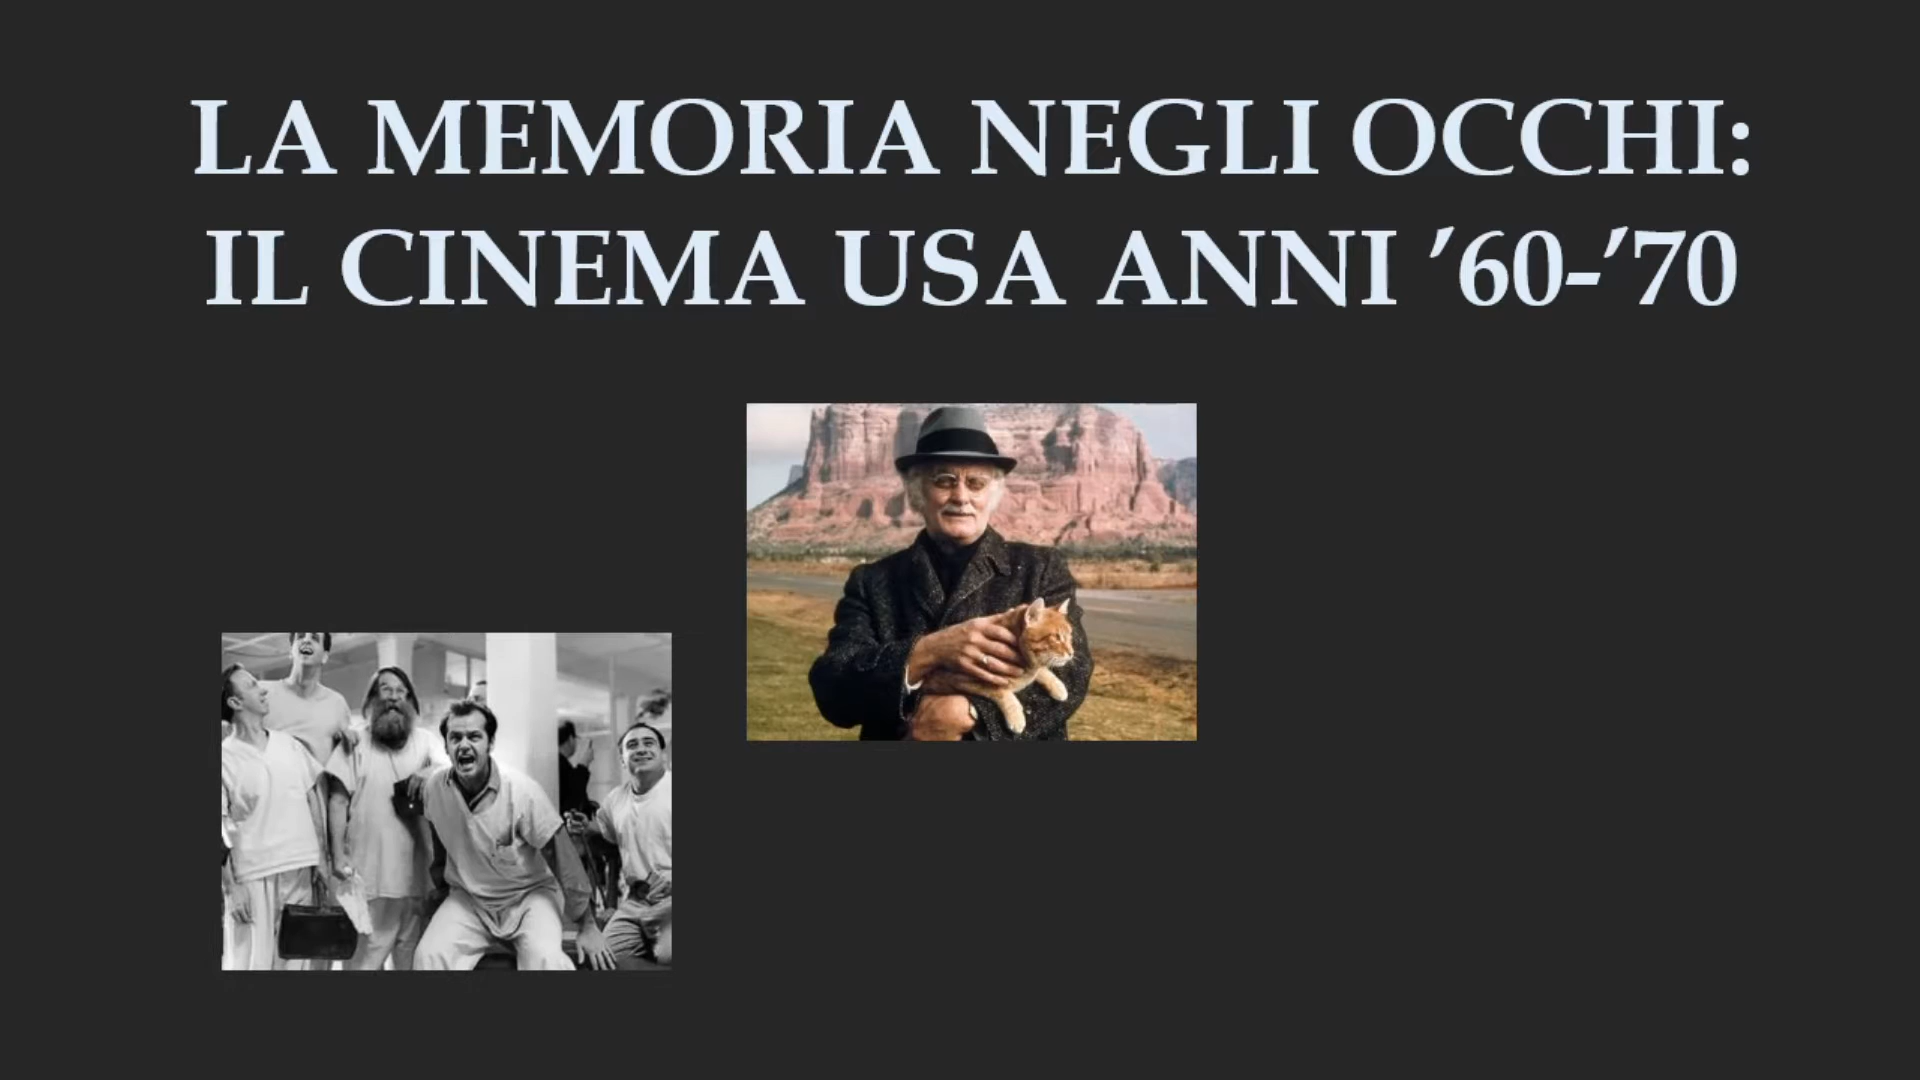 LA MEMORIA NEGLI OCCHI:
IL CINEMA USA ANNI ’60-’70